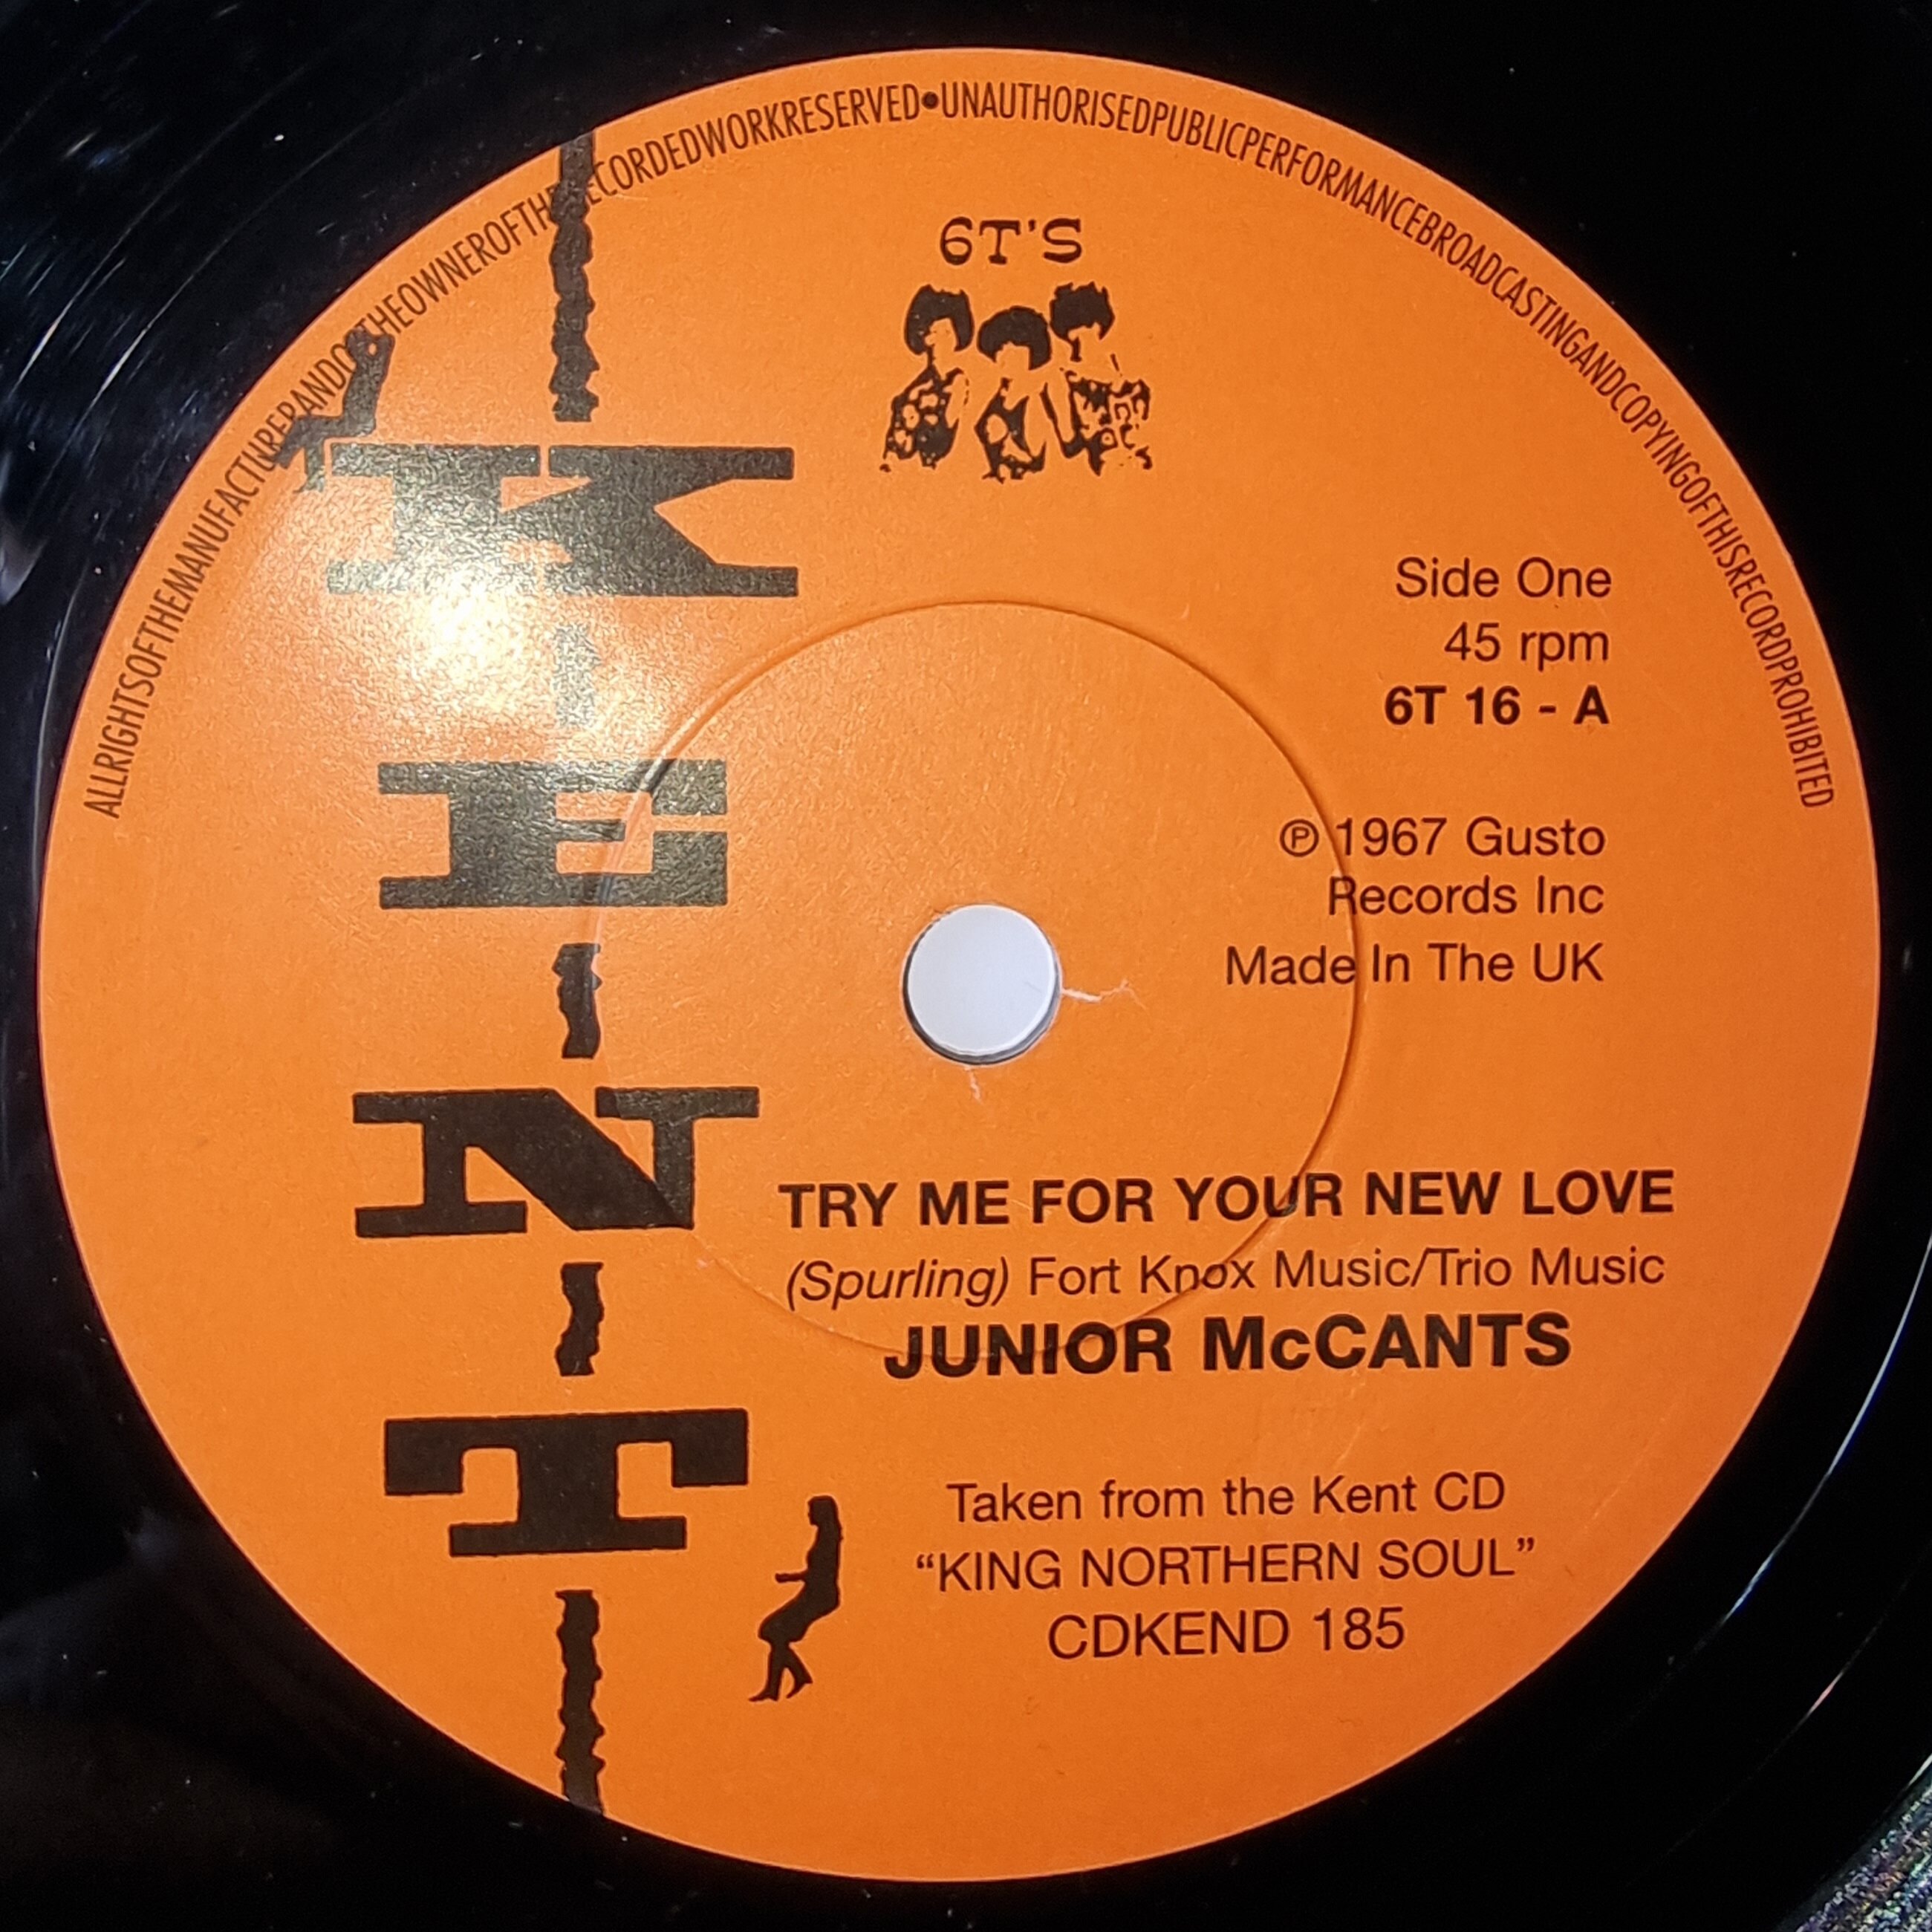 ALLRIGHTSOFTHEMANUFACTURERANDOFTHEOWNEROFTHERECORDEDWORKRESERVED•UNAUTHORISEDPUBLICPERFORMANCEBROADCASTINGANDCOPYINGOFTHISRECORDPROHIBITED
6T'S
KENT
Side One
45 rpm
6T 16 - A
℗ 1967 Gusto
Records Inc
Made In The UK
TRY ME FOR YOUR NEW LOVE
(Spurling) Fort Knox Music/Trio Music
JUNIOR McCANTS
Taken from the Kent CD
“KING NORTHERN SOUL”
CDKEND 185